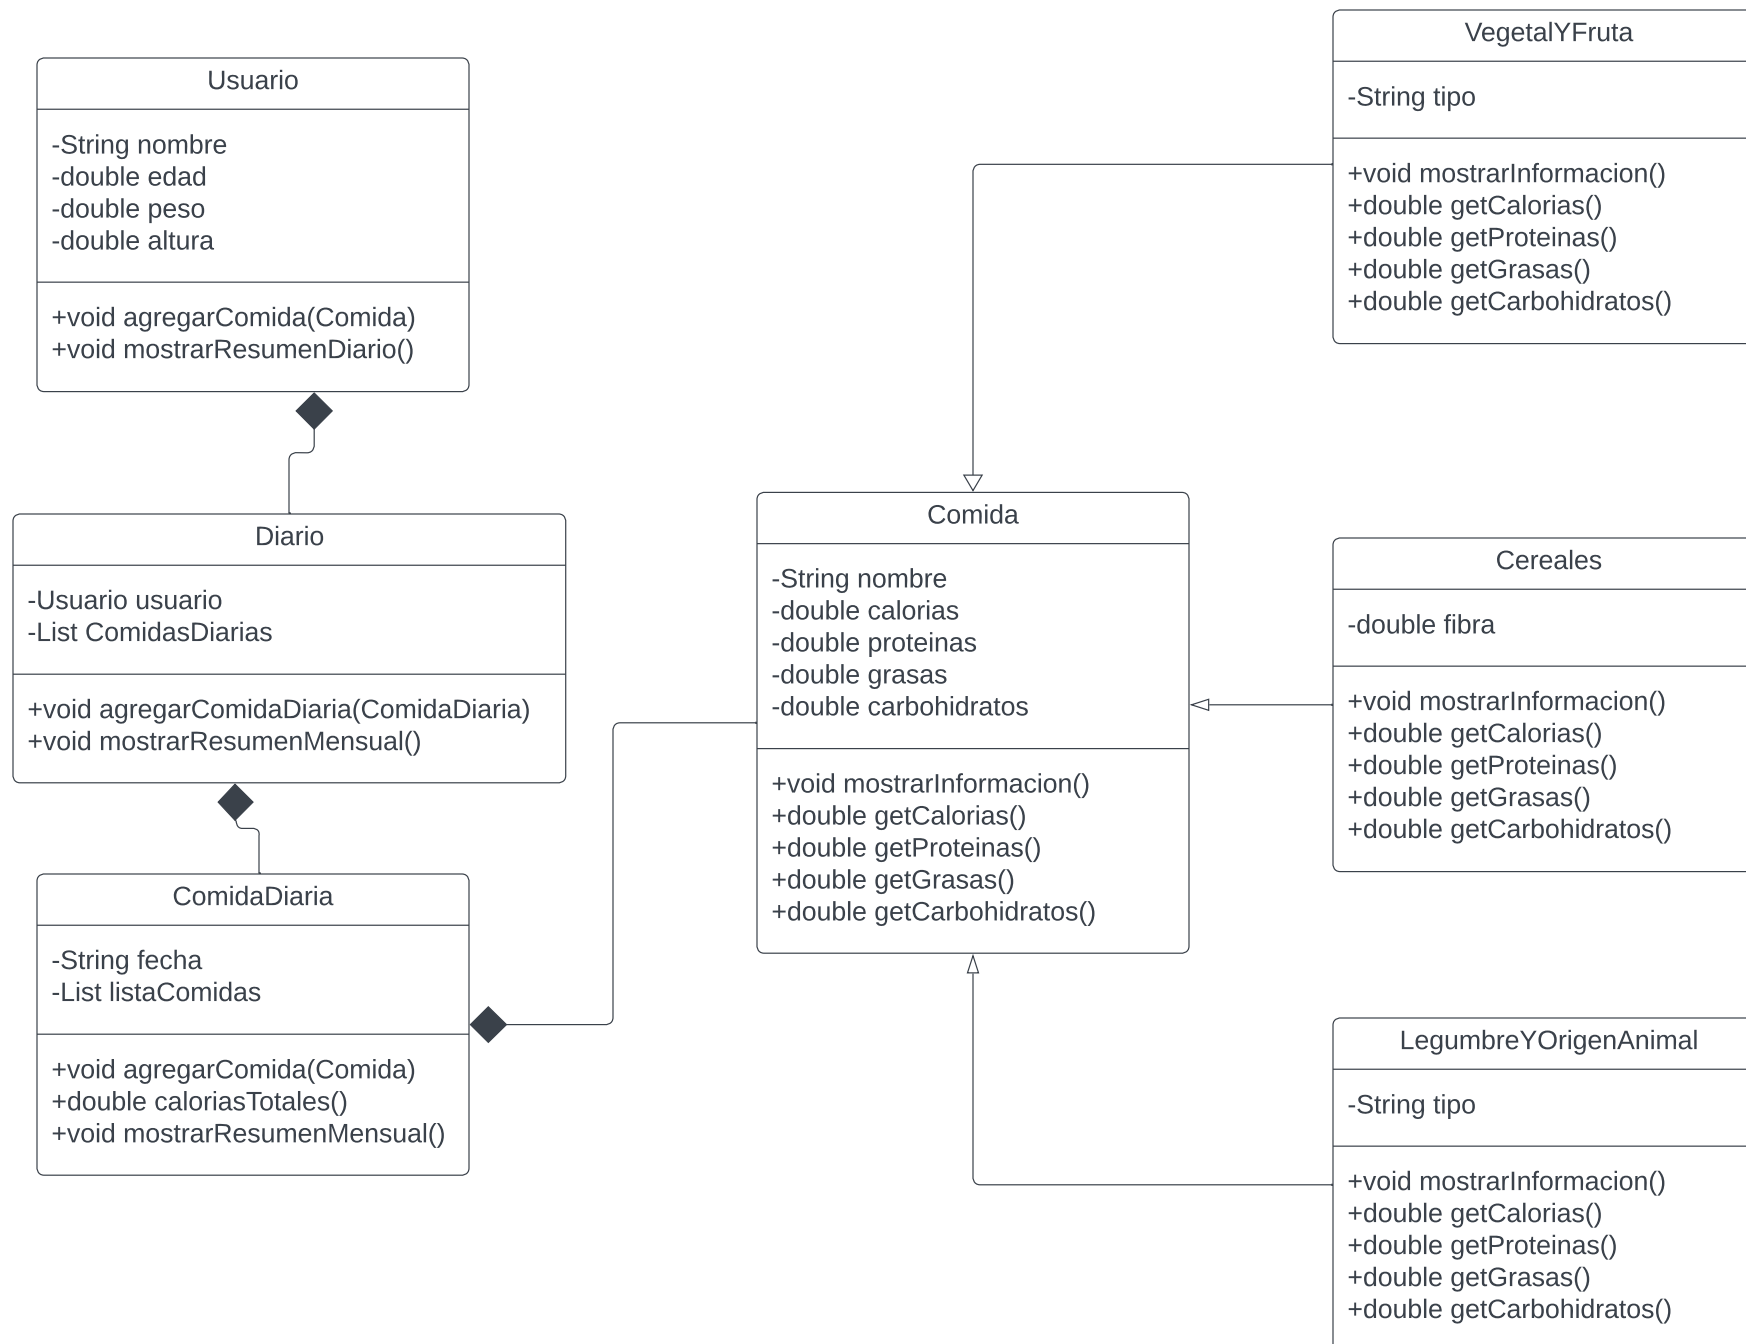 Usuario
-String nombre
-double edad
-double peso
-double altura
+void agregarComida(Comida)
+void mostrarResumenDiario()
Diario
-Usuario usuario
-List ComidasDiarias
+void agregarComidaDiaria(ComidaDiaria)
+void mostrarResumenMensual()
ComidaDiaria
-String fecha
-List listaComidas
+void agregarComida(Comida)
+double caloriasTotales()
+void mostrarResumenMensual()
Comida
-String nombre
-double calorias
-double proteinas
-double grasas
-double carbohidratos
+void mostrarInformacion()
+double getCalorias()
+double getProteinas()
+double getGrasas()
+double getCarbohidratos()
VegetalYFruta
-String tipo
+void mostrarInformacion()
+double getCalorias()
+double getProteinas()
+double getGrasas()
+double getCarbohidratos()
Cereales
-double fibra
+void mostrarInformacion()
+double getCalorias()
+double getProteinas()
+double getGrasas()
+double getCarbohidratos()
LegumbreYOrigenAnimal
-String tipo
+void mostrarInformacion()
+double getCalorias()
+double getProteinas()
+double getGrasas()
+double getCarbohidratos()